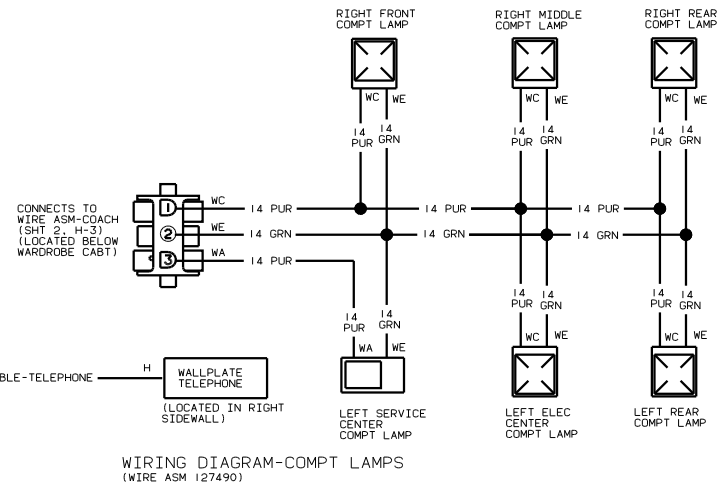 RIGHT FRONT
COMPT LAMP
RIGHT MIDDLE
COMPT LAMP
RIGHT REAR
COMPT LAMP
WC
WE
WC
WE
WC
WE
14
PUR
14
GRN
14
PUR
14
GRN
14
PUR
14
GRN
CONNECTS TO
WIRE ASM-COACH
(SHT 2, H-3)
(LOCATED BELOW
WARDROBE CABT)
1
WC
14 PUR
14 PUR
14 PUR
2
WE
14 GRN
14 GRN
14 GRN
3
WA
14 PUR
14
PUR
14
GRN
14
PUR
14
GRN
14
PUR
14
GRN
WA
WE
WC
WE
WC
WE
BLE-TELEPHONE
H
WALLPLATE
TELEPHONE
(LOCATED IN RIGHT
SIDEWALL)
LEFT SERVICE
CENTER
COMPT LAMP
LEFT ELEC
CENTER
COMPT LAMP
LEFT REAR
COMPT LAMP
WIRING DIAGRAM-COMPT LAMPS
(WIRE ASM 127490)